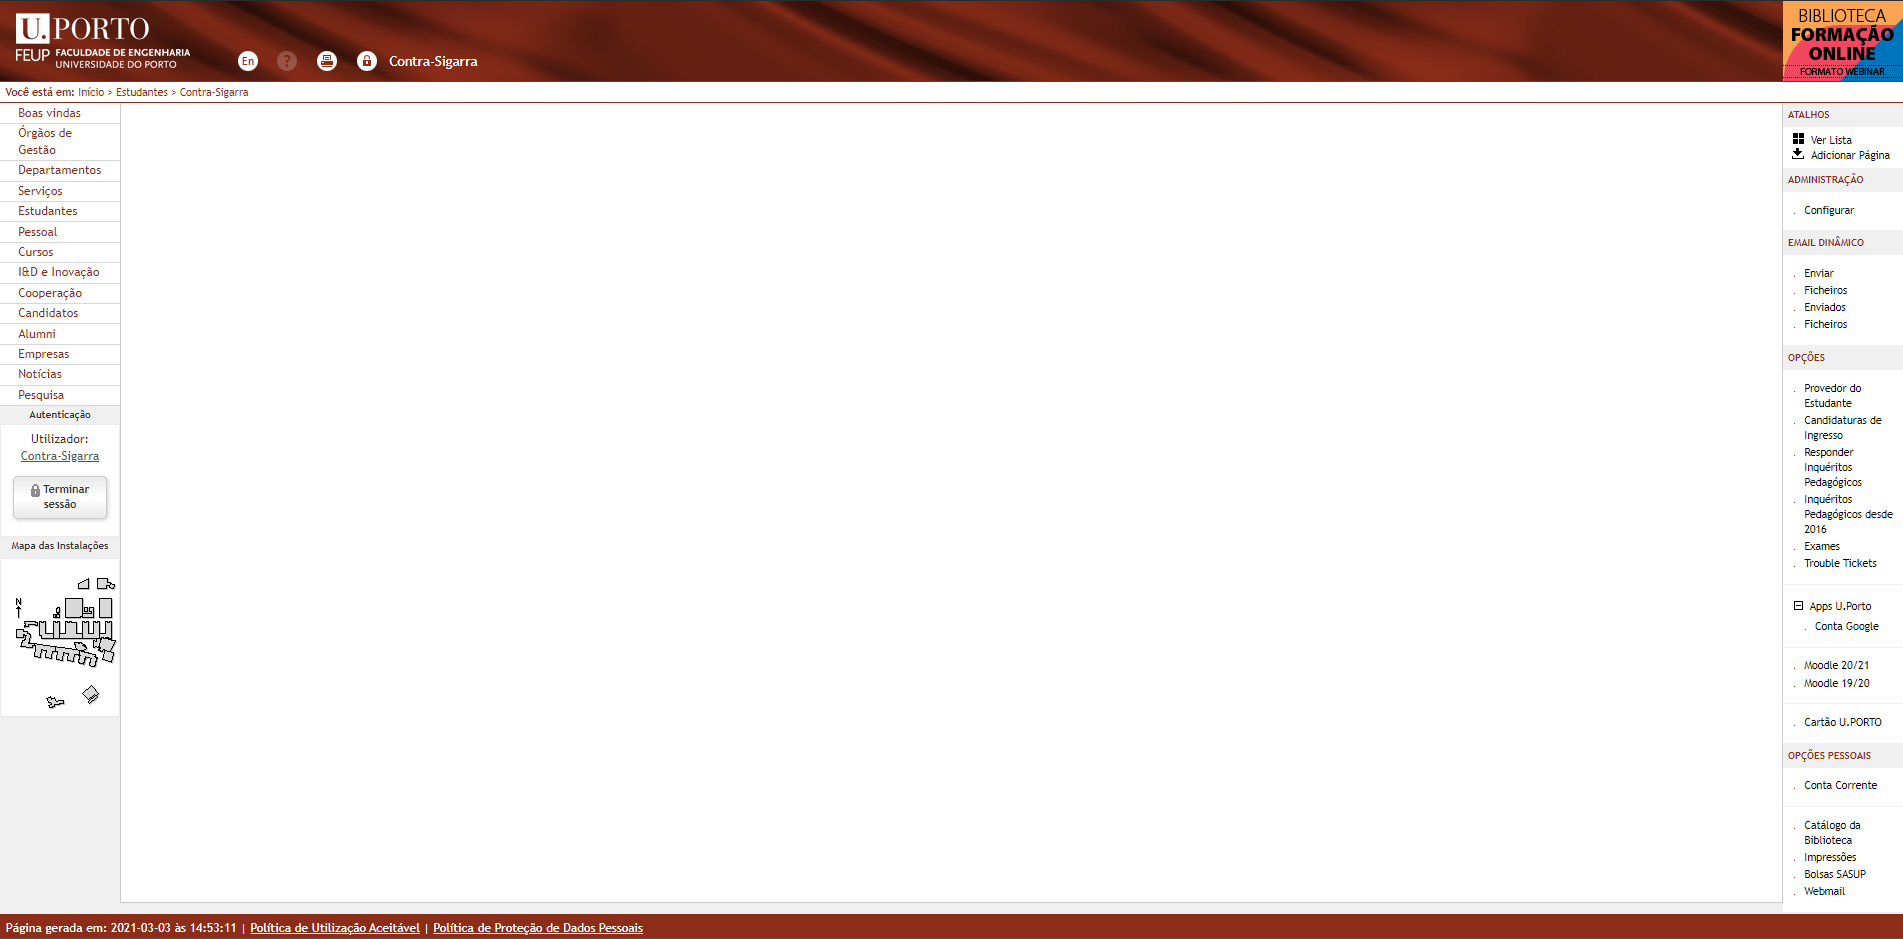 U. PORTO
FEUP FACULDADE DE ENGENHARIA
UNIVERSIDADE DO PORTO
En
?
Contra-Sigarra
BIBLIOTECA
FORMAÇÃO
ONLINE
FORMATO WEBINAR
Você está em: Início > Estudantes > Contra-Sigarra
Boas vindas
Órgãos de
Gestão
Departamentos
Serviços
Estudantes
Pessoal
Cursos
I&D e Inovação
Cooperação
Candidatos
Alumni
Empresas
Notícias
Pesquisa
Autenticação
Utilizador:
Contra-Sigarra
Terminar
sessão
Mapa das Instalações
N
ATALHOS
Ver Lista
Adicionar Página
ADMINISTRAÇÃO
. Configurar
EMAIL DINÂMICO
. Enviar
. Ficheiros
. Enviados
. Ficheiros
OPÇÕES
. Provedor do
Estudante
. Candidaturas de
Ingresso
. Responder
Inquéritos
Pedagógicos
. Inquéritos
Pedagógicos desde
2016
. Exames
. Trouble Tickets
Apps U.Porto
. Conta Google
. Moodle 20/21
. Moodle 19/20
. Cartão U.PORTO
OPÇÕES PESSOAIS
. Conta Corrente
. Catálogo da
Biblioteca
. Impressões
. Bolsas SASUP
. Webmail
Página gerada em: 2021-03-03 às 14:53:11 | Política de Utilização Aceitável | Política de Proteção de Dados Pessoais